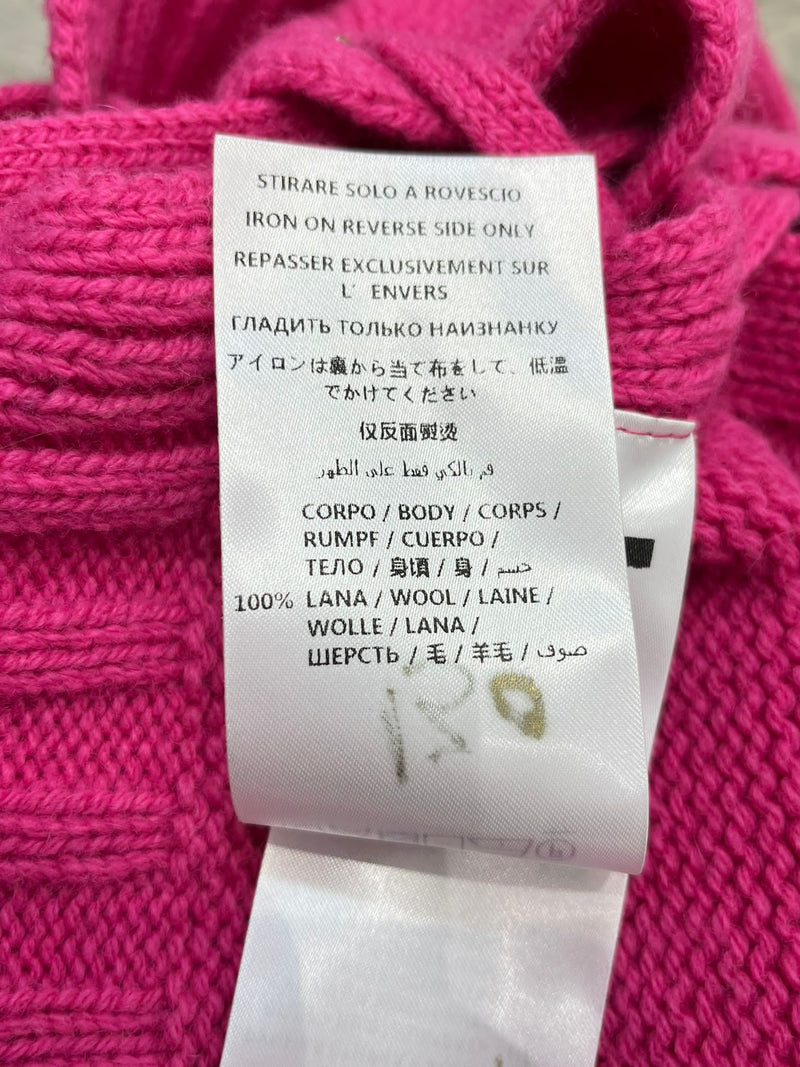 STIRARE SOLO A ROVESCIO
IRON ON REVERSE SIDE ONLY
REPASSER EXCLUSIVEMENT SUR
L' ENVERS
ГЛАДИТЬ ТОЛЬКО НАИЗНАНКУ
アイロンは裏から当て布をして、低温
でかけてください
仅反面熨烫
قم بالكي فقط على الظهر
CORPO / BODY / CORPS /
RUMPF / CUERPO /
ТЕЛО / 身頃 / 身 / جسم
100% LANA / WOOL / LAINE /
WOLLE / LANA /
ШЕРСТЬ / 毛 / 羊毛 / صوف